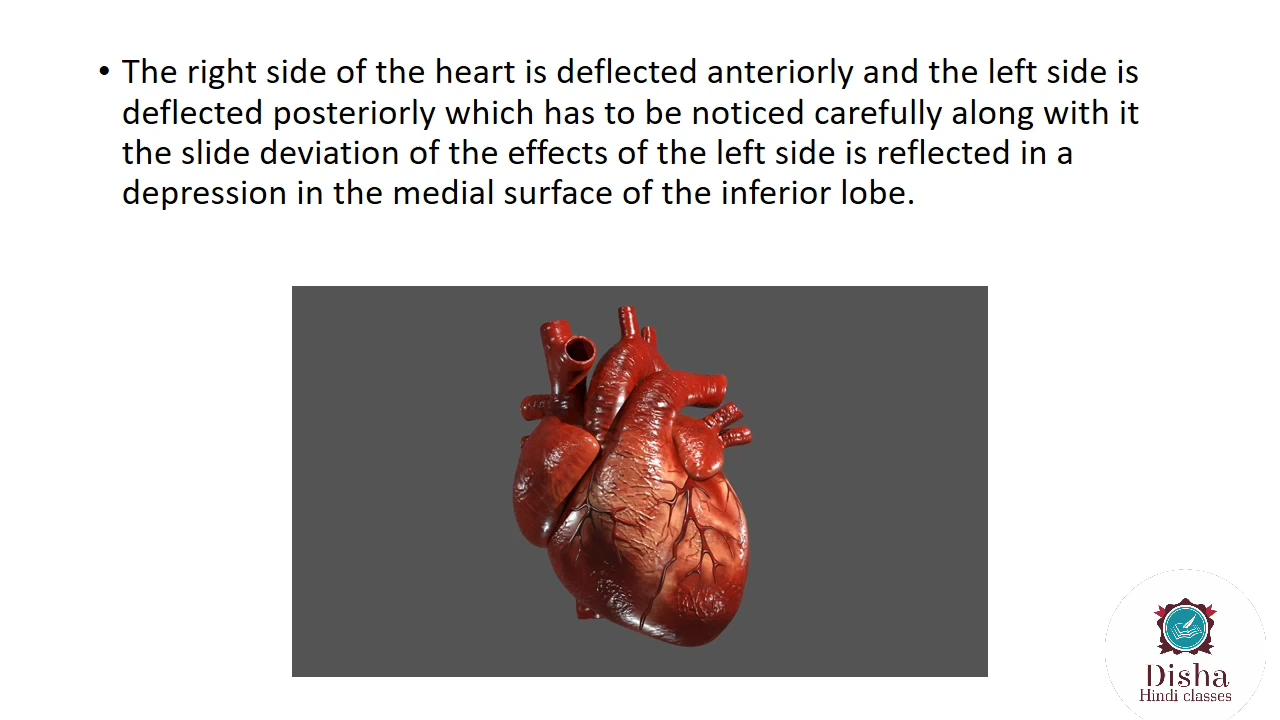 • The right side of the heart is deflected anteriorly and the left side is
deflected posteriorly which has to be noticed carefully along with it
the slide deviation of the effects of the left side is reflected in a
depression in the medial surface of the inferior lobe.
Disha
Hindi classes